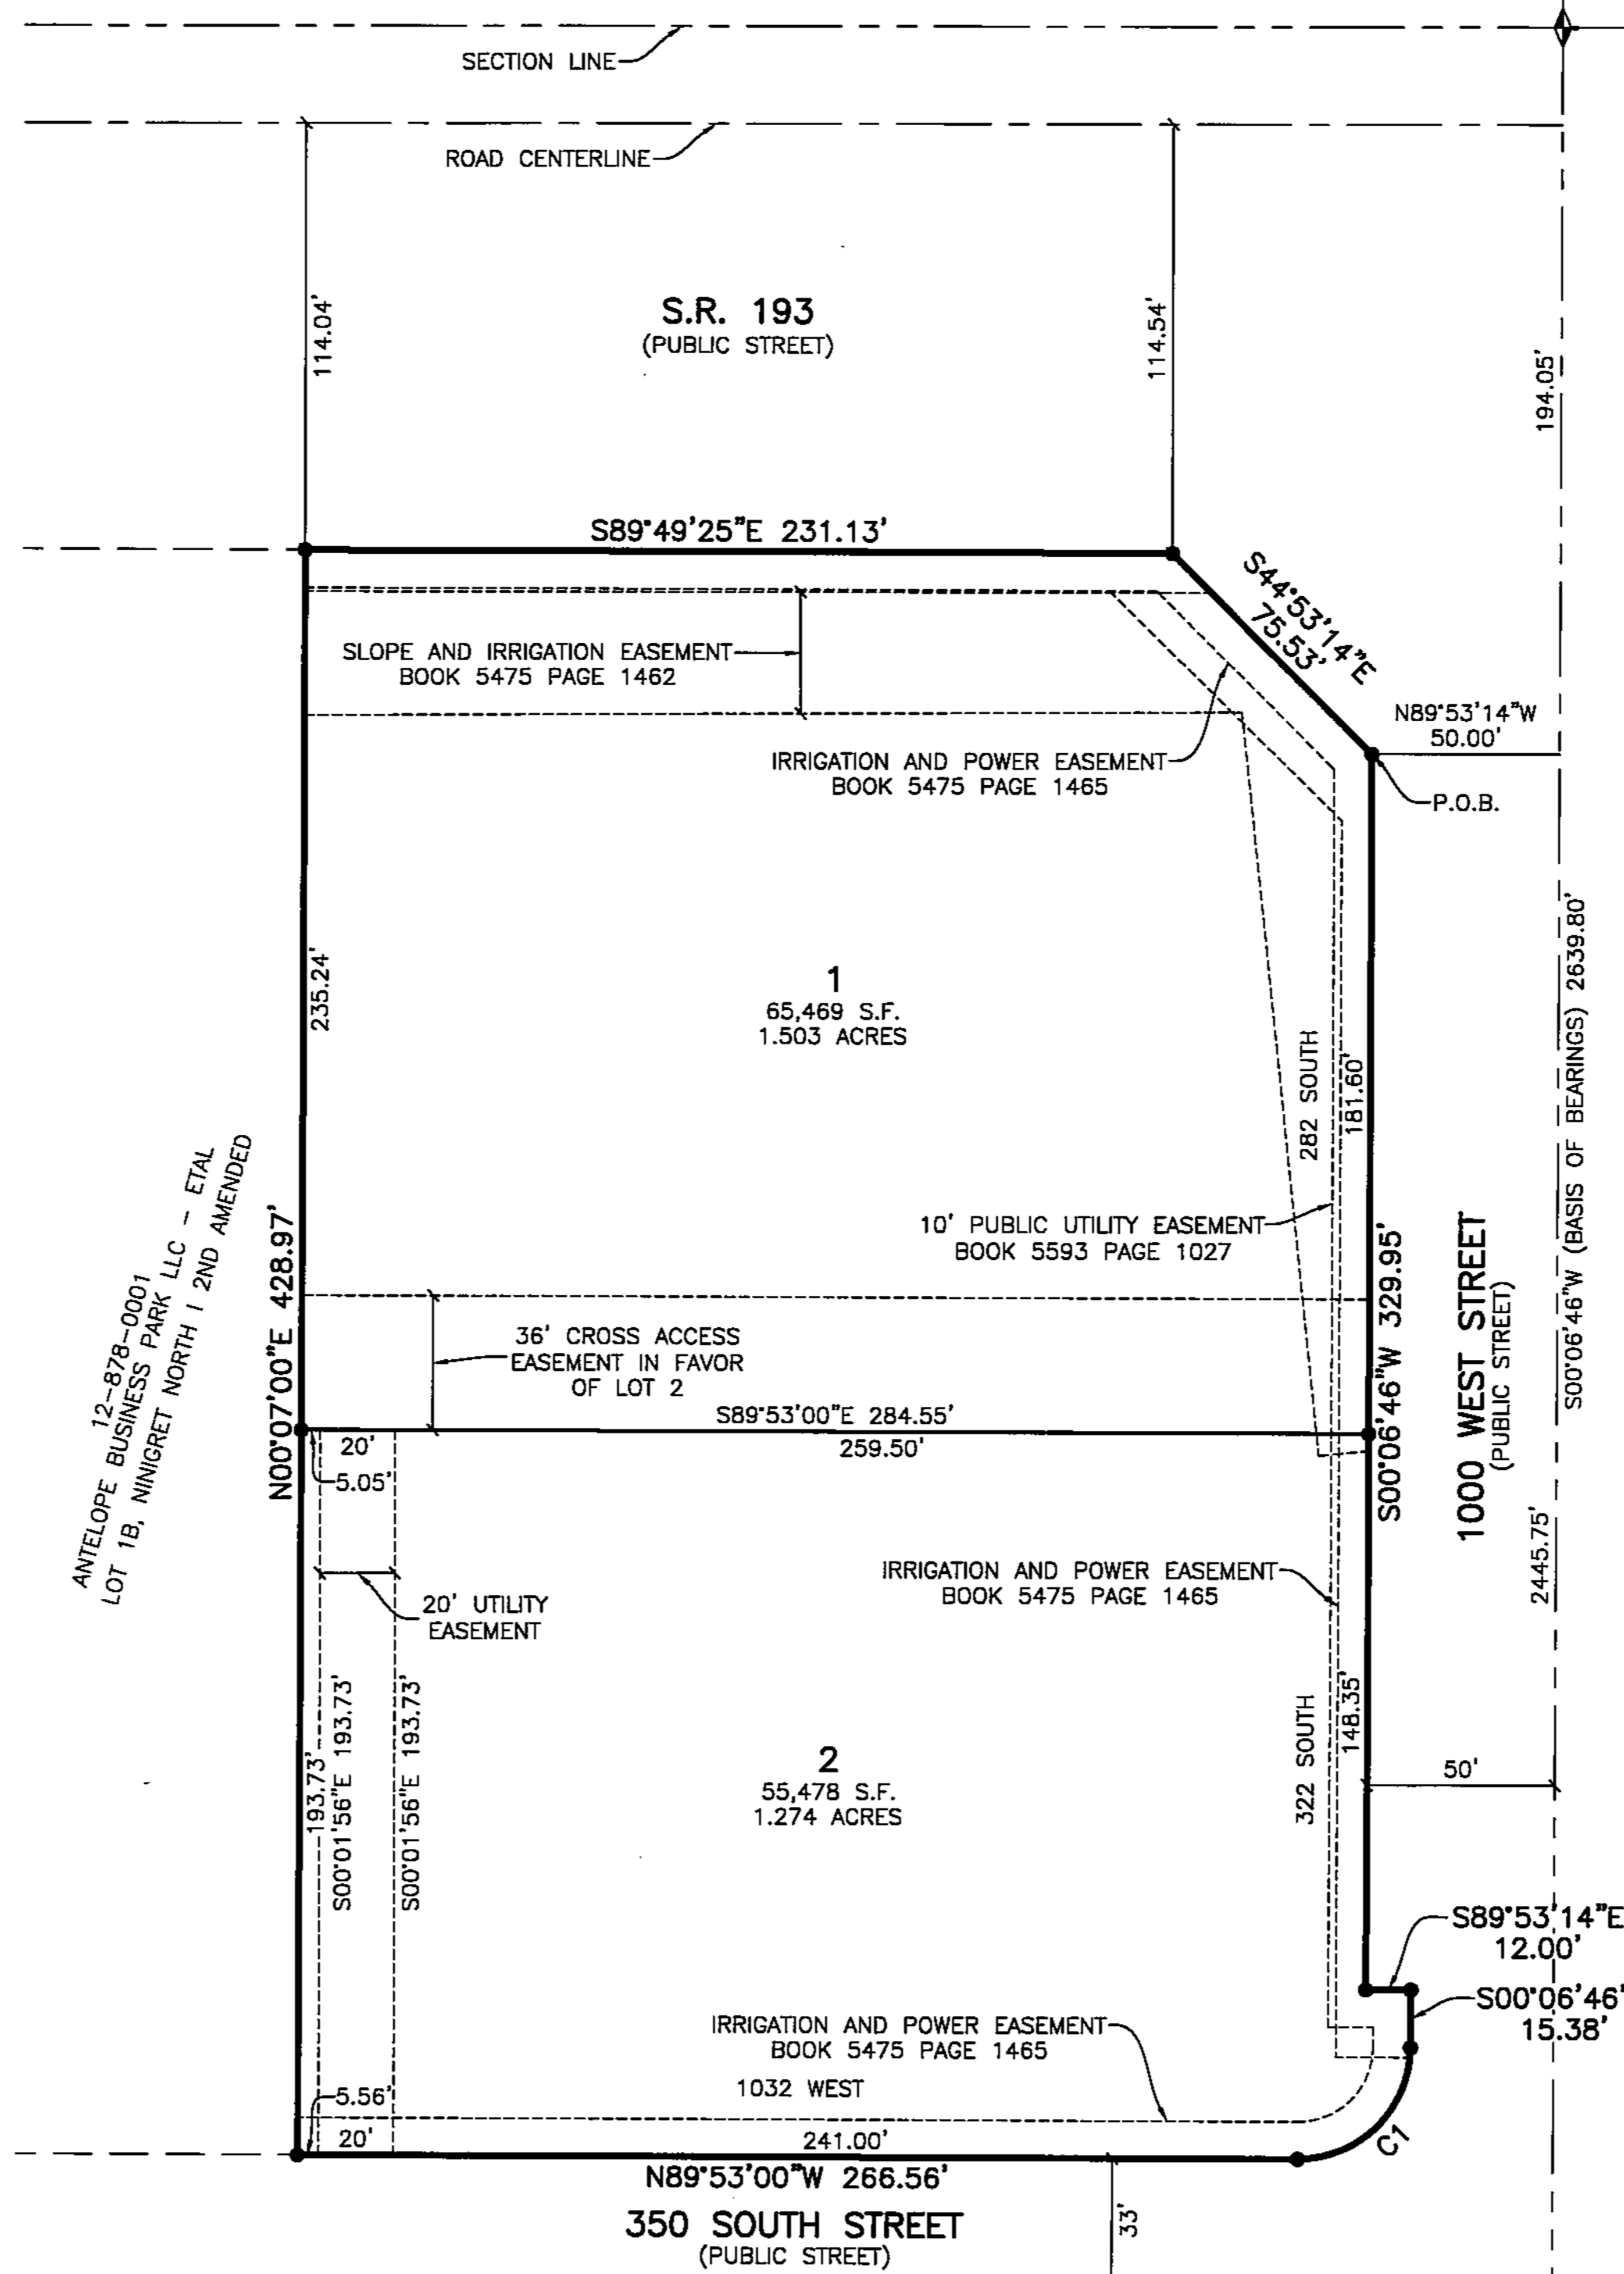 SECTION LINE
ROAD CENTERLINE
114.04'
S.R. 193
(PUBLIC STREET)
114.54'
194.05'
S89°49'25"E 231.13'
S44°53'14"E
75.53'
SLOPE AND IRRIGATION EASEMENT
BOOK 5475 PAGE 1462
N89°53'14"W
50.00'
IRRIGATION AND POWER EASEMENT
BOOK 5475 PAGE 1465
P.O.B.
235.24'
1
65,469 S.F.
1.503 ACRES
282 SOUTH
181.60'
S00°06'46"W (BASIS OF BEARINGS) 2639.80'
12-878-0001
ANTELOPE BUSINESS PARK LLC - ETAL
LOT 1B, NINIGRET NORTH I 2ND AMENDED
N00°07'00"E 428.97'
10' PUBLIC UTILITY EASEMENT
BOOK 5593 PAGE 1027
S00°06'46"W 329.95'
1000 WEST STREET
(PUBLIC STREET)
36' CROSS ACCESS
EASEMENT IN FAVOR
OF LOT 2
S89°53'00"E 284.55'
20'
259.50'
5.05'
2445.75'
IRRIGATION AND POWER EASEMENT
BOOK 5475 PAGE 1465
20' UTILITY
EASEMENT
193.73'
S00°01'56"E 193.73'
S00°01'56"E 193.73'
2
55,478 S.F.
1.274 ACRES
322 SOUTH
148.35'
50'
S89°53'14"E
12.00'
S00°06'46"
15.38'
IRRIGATION AND POWER EASEMENT
BOOK 5475 PAGE 1465
1032 WEST
5.56'
20'
241.00'
C1
N89°53'00"W 266.56'
350 SOUTH STREET
(PUBLIC STREET)
33'